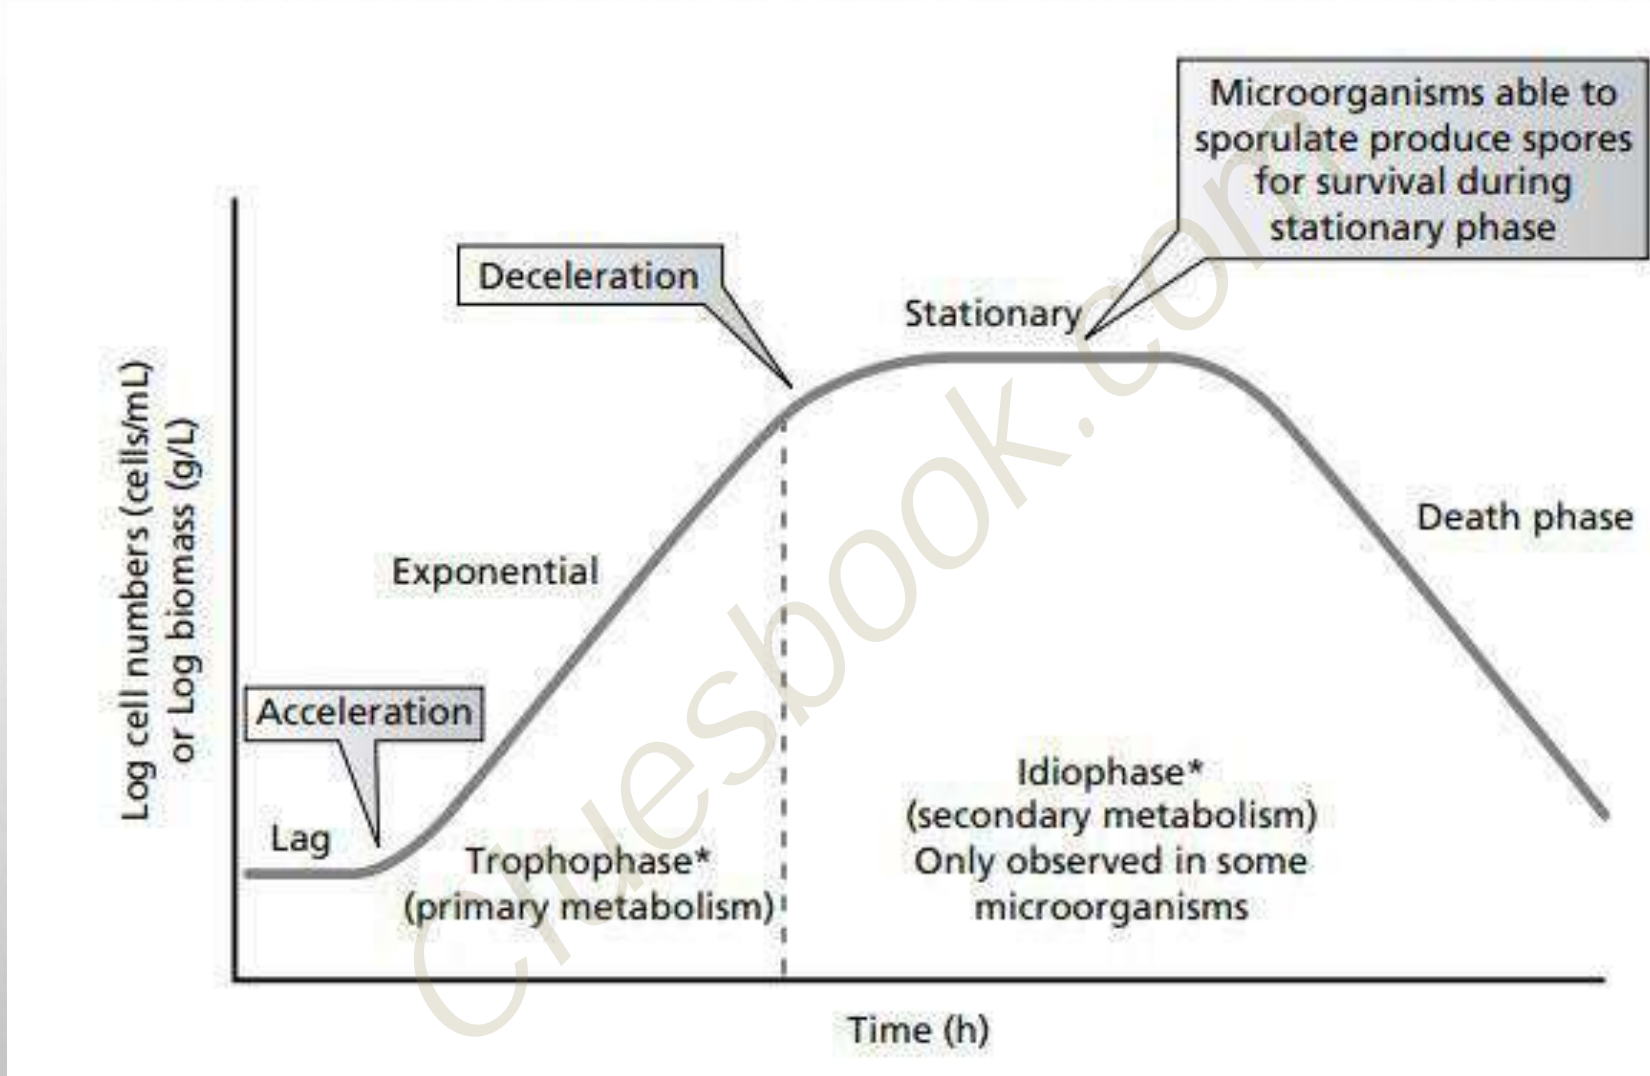 Microorganisms able to
sporulate produce spores
for survival during
stationary phase
Deceleration
Stationary
Log cell numbers (cells/mL)
or Log biomass (g/L)
Death phase
Exponential
Acceleration
Lag
Trophophase*
(primary metabolism)
Idiophase*
(secondary metabolism)
Only observed in some
microorganisms
Time (h)
Cluesbook.com